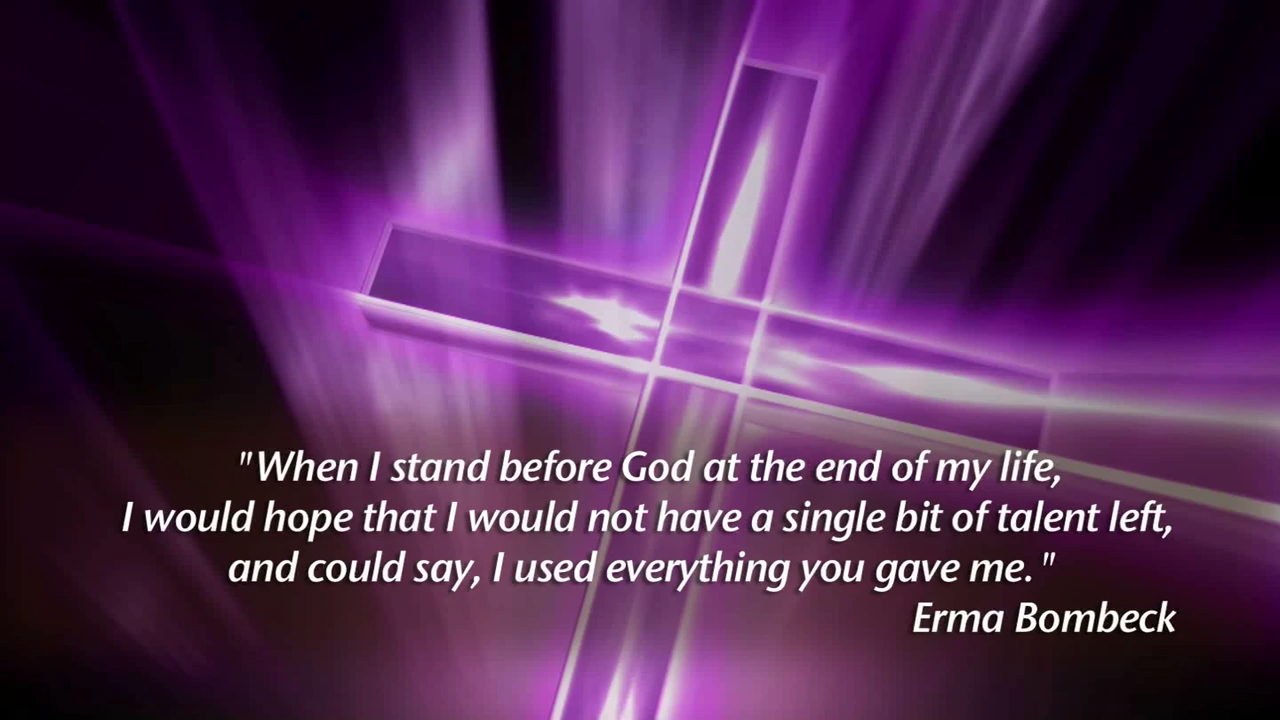 "When I stand before God at the end of my life,
I would hope that I would not have a single bit of talent left,
and could say, I used everything you gave me."
Erma Bombeck